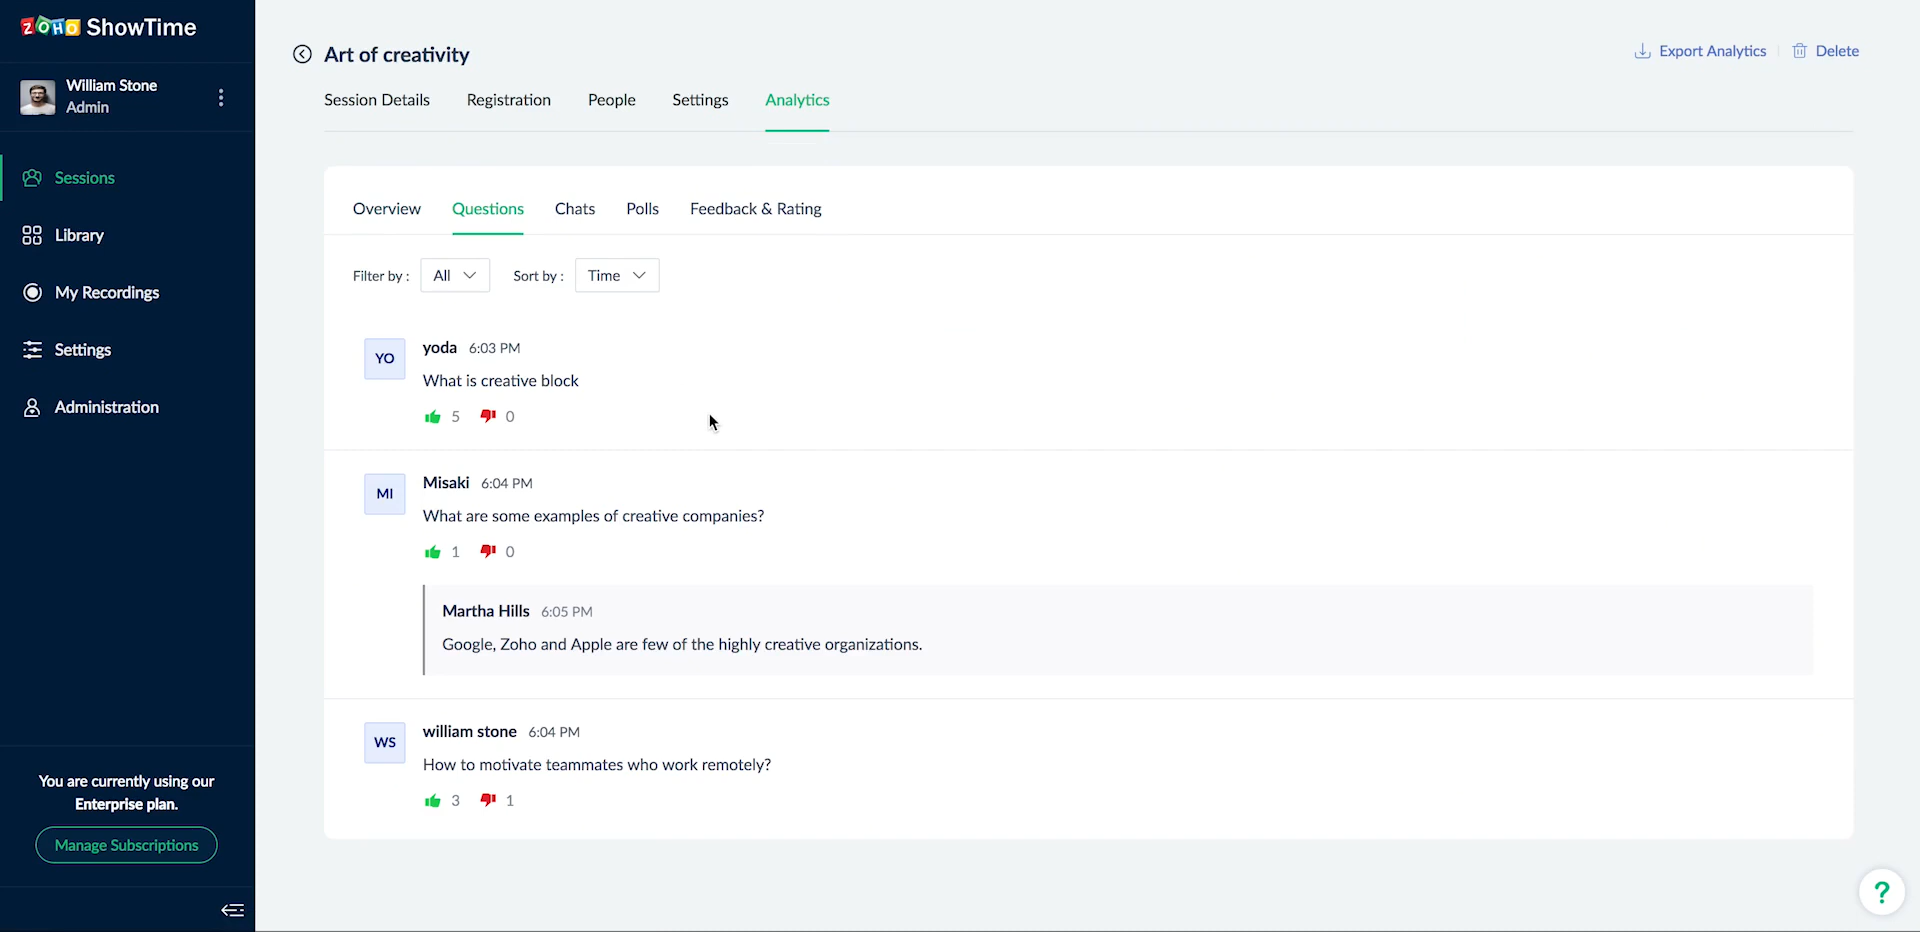 ZOHO ShowTime
William Stone
Admin
Sessions
Library
My Recordings
Settings
Administration
You are currently using our
Enterprise plan.
Manage Subscriptions
Art of creativity
Export Analytics
Delete
Session Details
Registration
People
Settings
Analytics
Overview
Questions
Chats
Polls
Feedback & Rating
Filter by :
All
Sort by :
Time
YO
yoda 6:03 PM
What is creative block
5 0
MI
Misaki 6:04 PM
What are some examples of creative companies?
1 0
Martha Hills 6:05 PM
Google, Zoho and Apple are few of the highly creative organizations.
WS
william stone 6:04 PM
How to motivate teammates who work remotely?
3 1
?